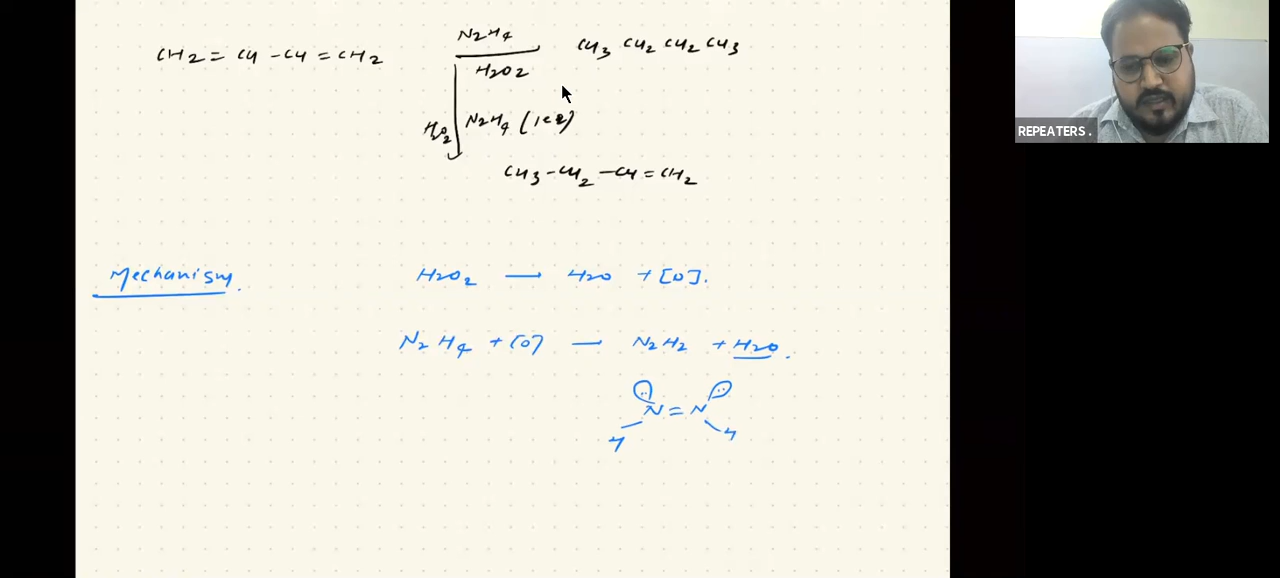 CH2 = CH - CH = CH2
N2H4
H2O2
CH3 CH2 CH2 CH3
H2O2
N2H4 (1eq)
CH3 - CH2 - CH = CH2
REPEATERS .
Mechanism.
H2O2 → H2O + [O].
N2H4 + [O] → N2H2 + H2O.
N = N
H H